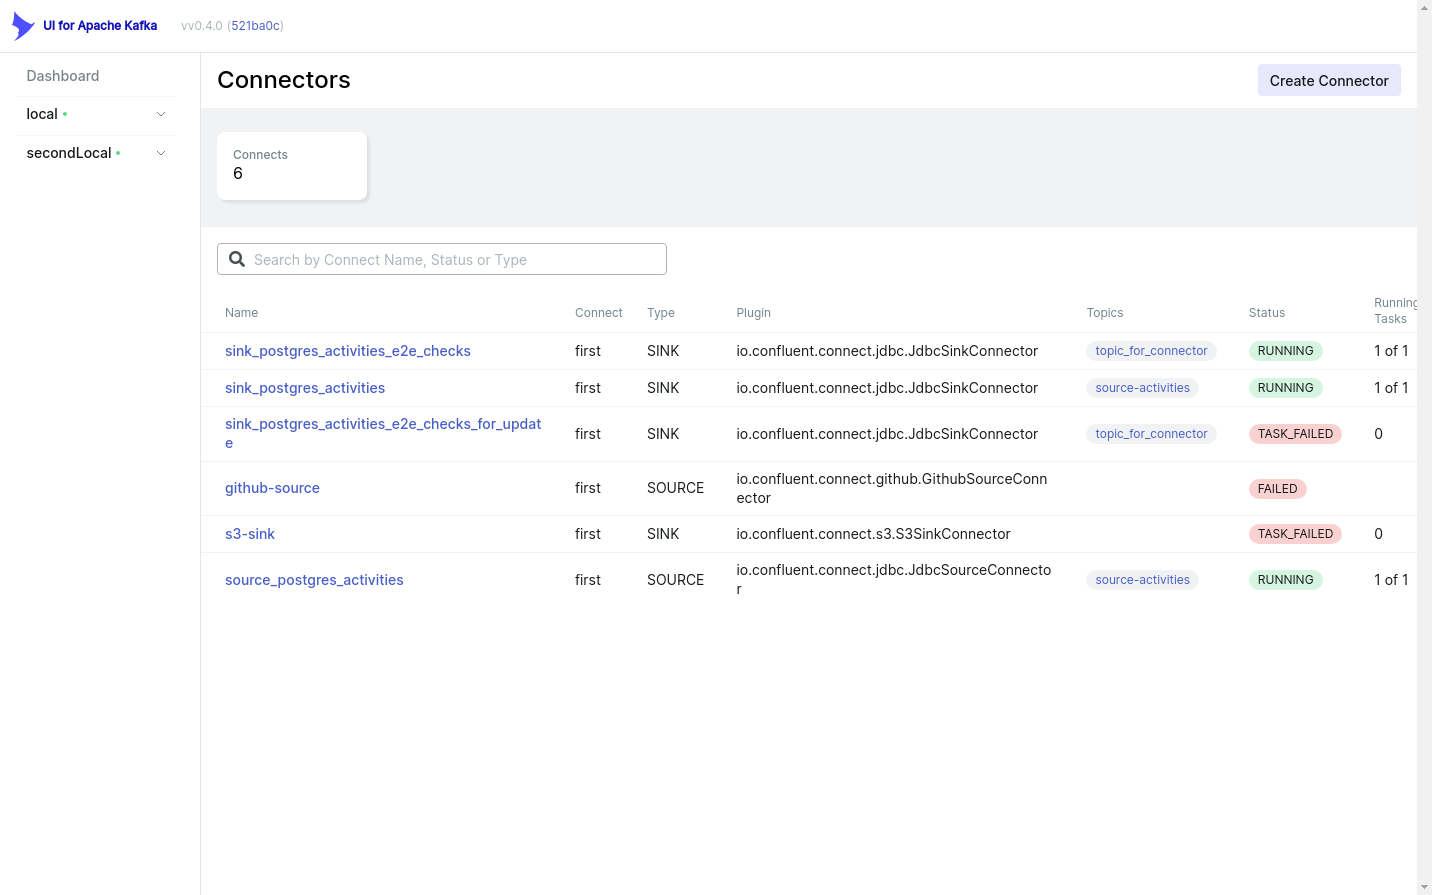 UI for Apache Kafka vv0.4.0 (521ba0c)
Dashboard
local
secondLocal
Connectors
Create Connector
Connects
6
Search by Connect Name, Status or Type
Name Connect Type Plugin Topics Status Running
Tasks
sink_postgres_activities_e2e_checks first SINK io.confluent.connect.jdbc.JdbcSinkConnector topic_for_connector RUNNING 1 of 1
sink_postgres_activities first SINK io.confluent.connect.jdbc.JdbcSinkConnector source-activities RUNNING 1 of 1
sink_postgres_activities_e2e_checks_for_updat
e
first SINK io.confluent.connect.jdbc.JdbcSinkConnector topic_for_connector TASK_FAILED 0
github-source first SOURCE io.confluent.connect.github.GithubSourceConn
ector
FAILED
s3-sink first SINK io.confluent.connect.s3.S3SinkConnector TASK_FAILED 0
source_postgres_activities first SOURCE io.confluent.connect.jdbc.JdbcSourceConnecto
r
source-activities RUNNING 1 of 1